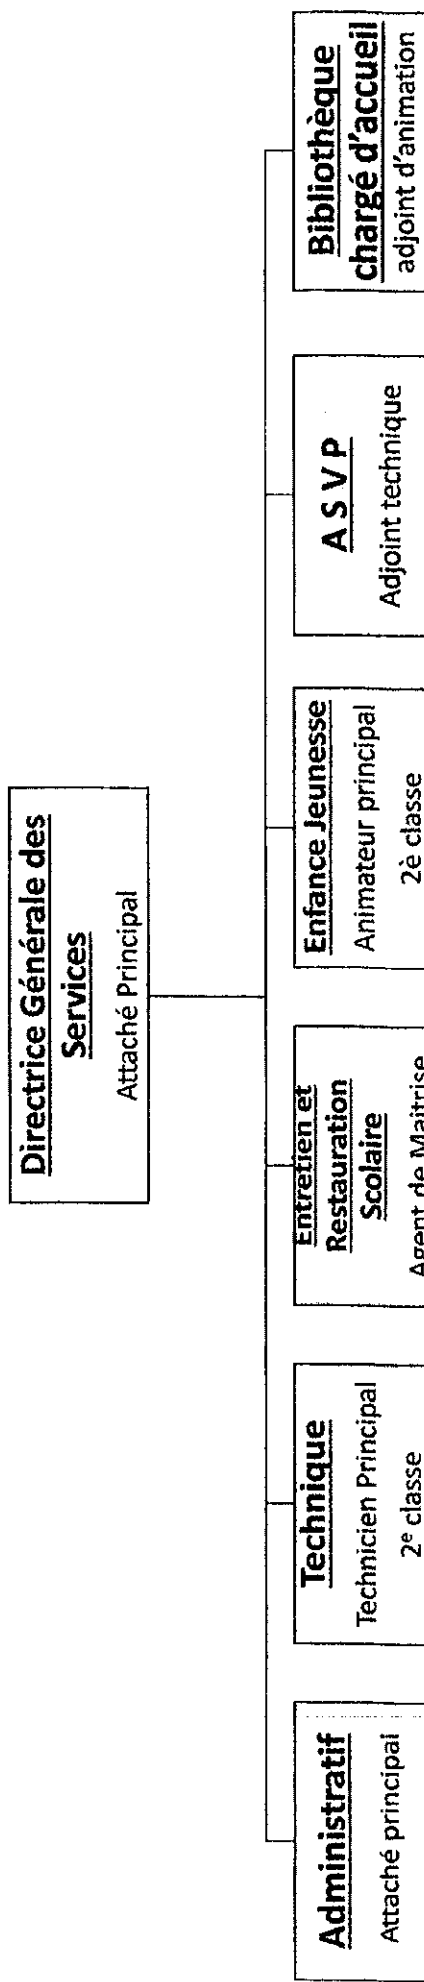 Directrice Générale des
Services
Attaché Principal
Administratif
Attaché principal
Technique
Technicien Principal
2e classe
Entretien et
Restauration
Scolaire
Agent de Maitrise
Enfance Jeunesse
Animateur principal
2è classe
A S V P
Adjoint technique
Bibliothèque
chargé d'accueil
adjoint d'animation